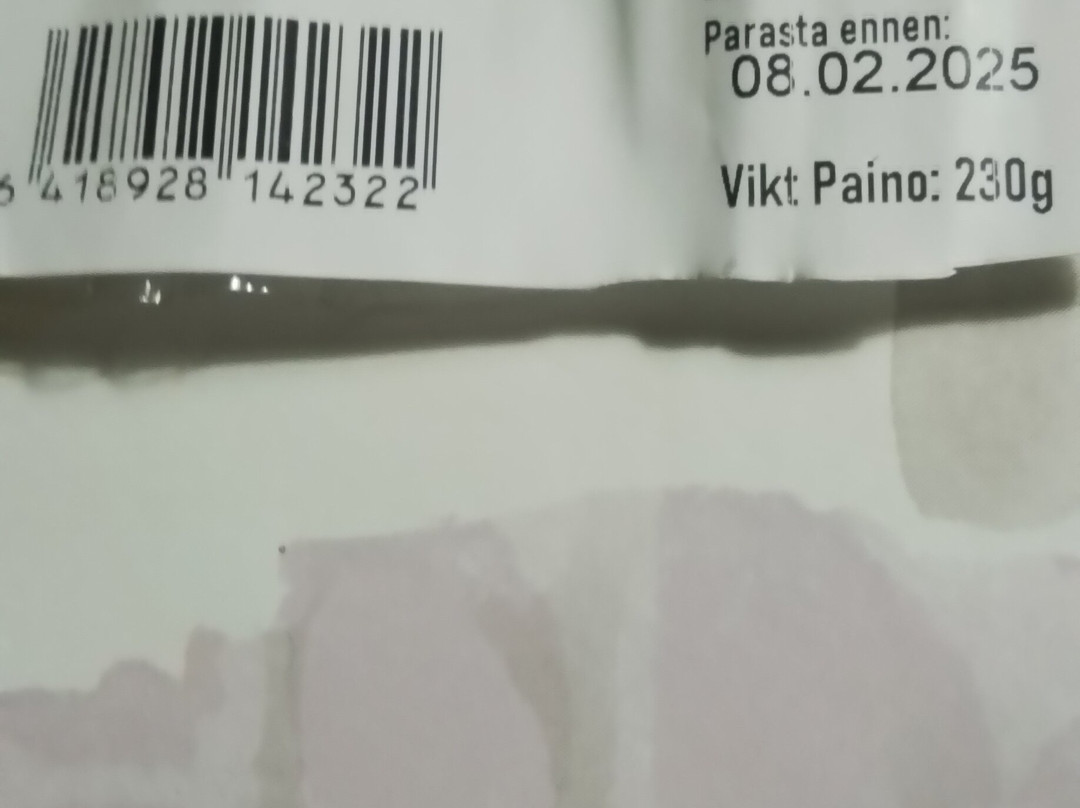 Parasta ennen:
08.02.2025
Vikt Paino: 230g
6 418928 142322